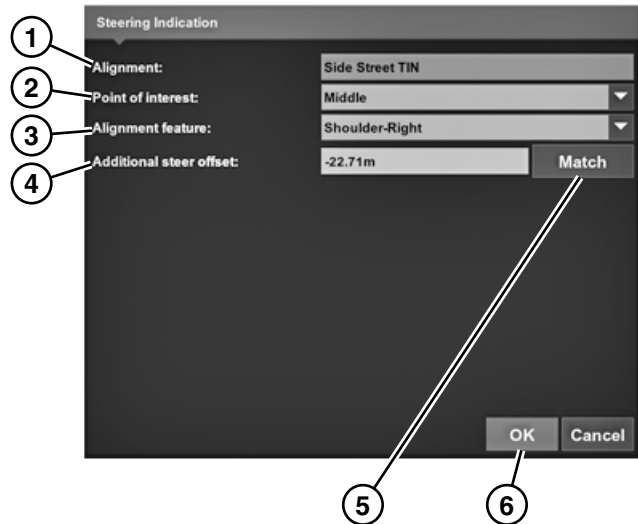 Steering Indication
1 Alignment: Side Street TIN
2 Point of interest: Middle
3 Alignment feature: Shoulder-Right
4 Additional steer offset: -22.71m Match
OK Cancel
5 6